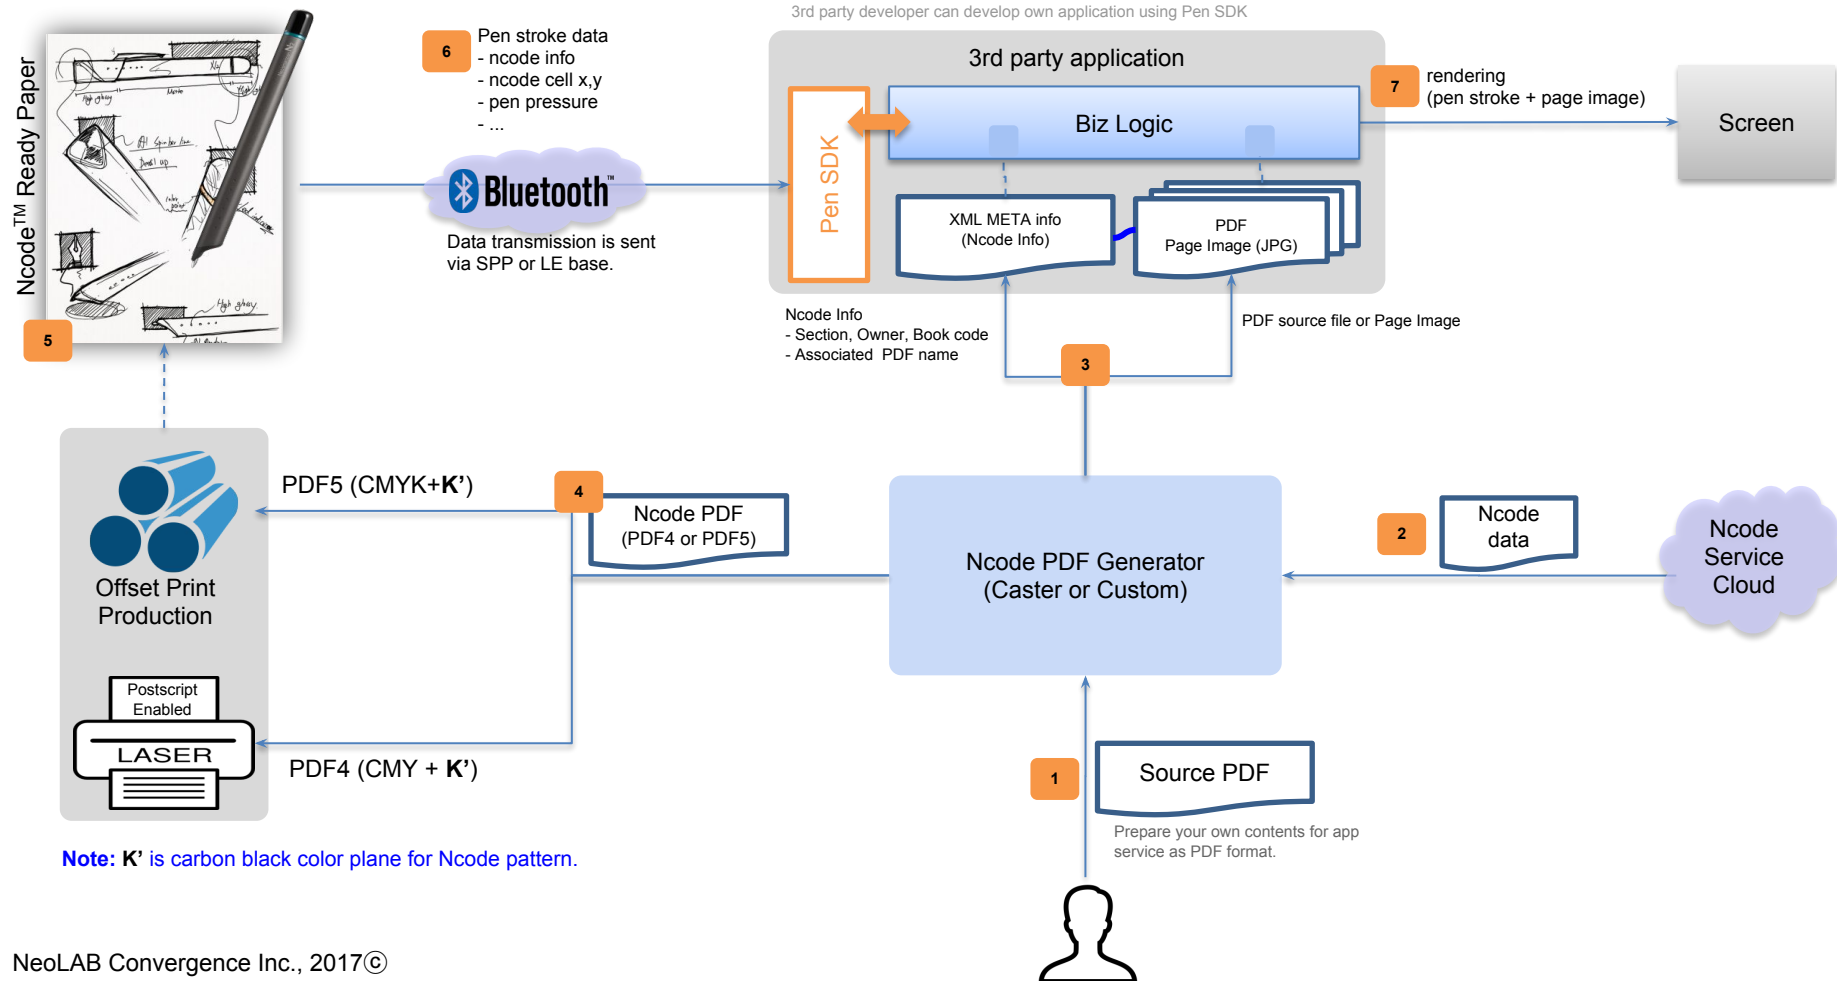 3rd party developer can develop own application using Pen SDK
6
Pen stroke data
- ncode info
- ncode cell x,y
- pen pressure
- ...
3rd party application
Pen SDK
Biz Logic
7
rendering
(pen stroke + page image)
Screen
Ncode™ Ready Paper
High glossy
5
Bluetooth™
Data transmission is sent
via SPP or LE base.
XML META info
(Ncode Info)
PDF
Page Image (JPG)
Ncode Info
- Section, Owner, Book code
- Associated PDF name
PDF source file or Page Image
3
PDF5 (CMYK+K’)
4
Ncode PDF
(PDF4 or PDF5)
Ncode PDF Generator
(Caster or Custom)
2
Ncode
data
Ncode
Service
Cloud
Offset Print
Production
Postscript
Enabled
LASER
PDF4 (CMY + K’)
1
Source PDF
Prepare your own contents for app
service as PDF format.
Note: K’ is carbon black color plane for Ncode pattern.
NeoLAB Convergence Inc., 2017ⓒ